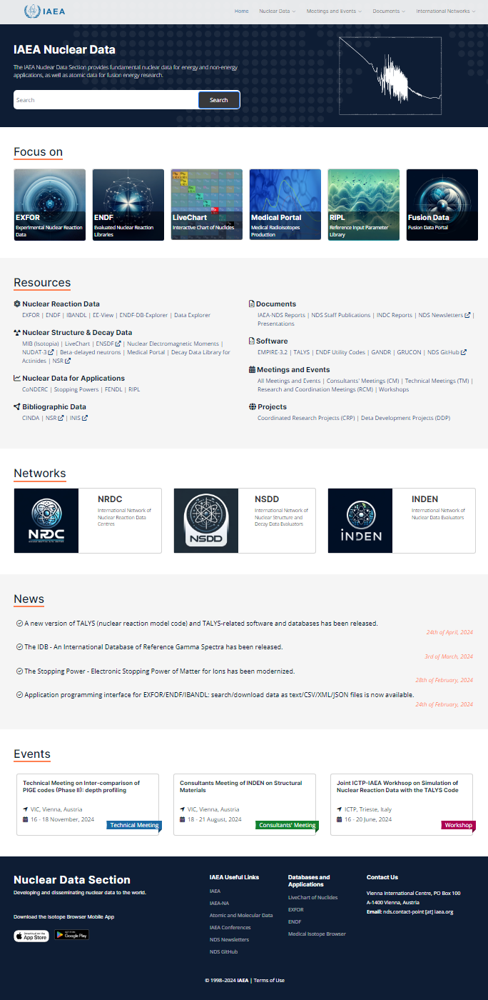 IAEA
Home Nuclear Data Meetings and Events Documents International Networks
IAEA Nuclear Data
The IAEA Nuclear Data Section provides fundamental nuclear data for energy and non-energy
applications, as well as atomic data for fusion energy research.
Search Search
Focus on
EXFOR
Experimental Nuclear Reaction
Data
ENDF
Evaluated Nuclear Reaction
Libraries
LiveChart
Interactive Chart of Nuclides
Medical Portal
Medical Radioisotopes
Production
RIPL
Reference Input Parameter
Library
Fusion Data
Fusion Data Portal
Resources
Nuclear Reaction Data
EXFOR | ENDF | IBANDL | EE-View | ENDF-DB-Explorer | Data Explorer
Nuclear Structure & Decay Data
MIB (Isotopia) | LiveChart | ENSDF | Nuclear Electromagnetic Moments |
NUDAT-3 | Beta-delayed neutrons | Medical Portal | Decay Data Library for
Actinides | NSR
Nuclear Data for Applications
CoNDERC | Stopping Powers | FENDL | RIPL
Bibliographic Data
CINDA | NSR | INIS
Documents
IAEA-NDS Reports | NDS Staff Publications | INDC Reports | NDS Newsletters |
Presentations
Software
EMPIRE-3.2 | TALYS | ENDF Utility Codes | GANDR | GRUCON | NDS GitHub
Meetings and Events
All Meetings and Events | Consultants' Meetings (CM) | Technical Meetings (TM) |
Research and Coordination Meetings (RCM) | Workshops
Projects
Coordinated Research Projects (CRP) | Deta Development Projects (DDP)
Networks
NRDC
NRDC
International Network of
Nuclear Reaction Data
Centres
NSDD
NSDD
International Network of
Nuclear Structure and
Decay Data Evaluators
INDEN
INDEN
International Network of
Nuclear Data Evaluators
News
A new version of TALYS (nuclear reaction model code) and TALYS-related software and databases has been released.
24th of April, 2024
The IDB - An International Database of Reference Gamma Spectra has been released.
3rd of March, 2024
The Stopping Power - Electronic Stopping Power of Matter for Ions has been modernized.
28th of February, 2024
Application programming interface for EXFOR/ENDF/IBANDL: search/download data as text/CSV/XML/JSON files is now available.
24th of February, 2024
Events
Technical Meeting on Inter-comparison of
PIGE codes (Phase II): depth profiling
VIC, Vienna, Austria
16 - 18 November, 2024
Technical Meeting
Consultants Meeting of INDEN on Structural
Materials
VIC, Vienna, Austria
18 - 21 August, 2024
Consultants' Meeting
Joint ICTP-IAEA Workhsop on Simulation of
Nuclear Reaction Data with the TALYS Code
ICTP, Trieste, Italy
16 - 20 June, 2024
Workshop
Nuclear Data Section
Developing and disseminating nuclear data to the world.
Download the Isotope Browser Mobile App
Download on the
App Store
GET IT ON
Google Play
IAEA Useful Links
IAEA
IAEA-NA
Atomic and Molecular Data
IAEA Conferences
NDS Newsletters
NDS GitHub
Databases and
Applications
LiveChart of Nuclides
EXFOR
ENDF
Medical Isotope Browser
Contact Us
Vienna International Centre, PO Box 100
A-1400 Vienna, Austria
Email: nds.contact-point [at] iaea.org
© 1998–2024 IAEA | Terms of Use